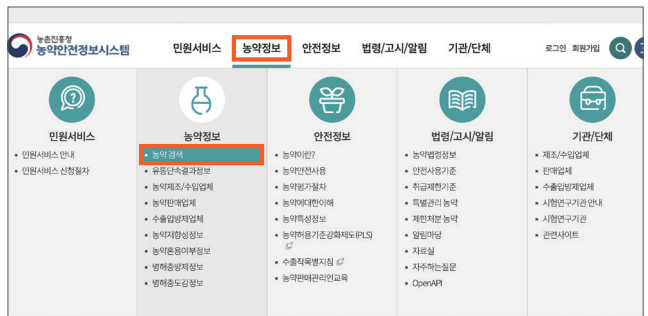 농촌진흥청
농약안전정보시스템
민원서비스 농약정보 안전정보 법령/고시/알림 기관/단체 로그인 회원가입
민원서비스
▪ 민원서비스 안내
▪ 민원서비스 신청절차
농약정보
▪ 농약 검색
▪ 유통단속결과정보
▪ 농약제조/수입업체
▪ 농약판매업체
▪ 수출입방제업체
▪ 농약저항성정보
▪ 농약혼용여부정보
▪ 병해충방제정보
▪ 병해충도감정보
안전정보
▪ 농약이란?
▪ 농약안전사용
▪ 농약평가절차
▪ 농약에대한이해
▪ 농약특성정보
▪ 농약허용기준강화제도(PLS)
▪ 수출작목별지침
▪ 농약판매관리인교육
법령/고시/알림
▪ 농약법령정보
▪ 안전사용기준
▪ 취급제한기준
▪ 특별관리 농약
▪ 제한처분 농약
▪ 알림마당
▪ 자료실
▪ 자주하는질문
▪ OpenAPI
기관/단체
▪ 제조/수입업체
▪ 판매업체
▪ 수출입방제업체
▪ 시험연구기관 안내
▪ 시험연구기관
▪ 관련사이트